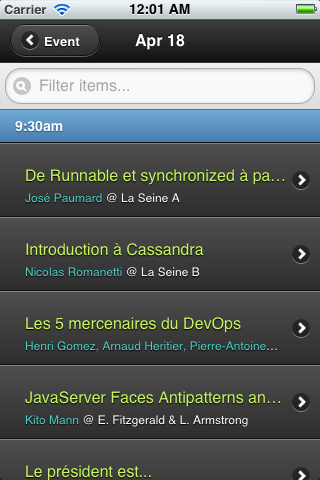 Carrier 12:01 AM
Event Apr 18
Filter items...
9:30am
De Runnable et synchronized à pa...
José Paumard @ La Seine A
Introduction à Cassandra
Nicolas Romanetti @ La Seine B
Les 5 mercenaires du DevOps
Henri Gomez, Arnaud Heritier, Pierre-Antoine...
JavaServer Faces Antipatterns an...
Kito Mann @ E. Fitzgerald & L. Armstrong
Le président est...